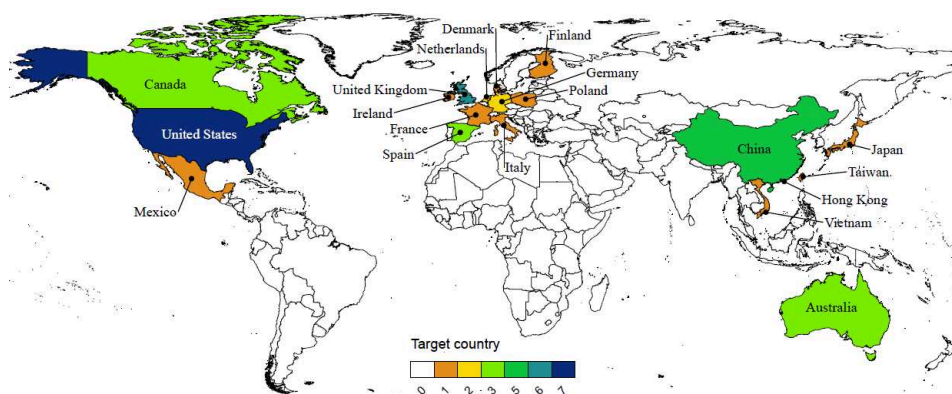 Denmark
Finland
Netherlands
Germany
Canada
United Kingdom
Poland
Ireland
United States
France
China
Japan
Spain
Italy
Taiwan.
Hong Kong
Mexico
Vietnam
Australia
Target country
0 1 2 3 5 6 7